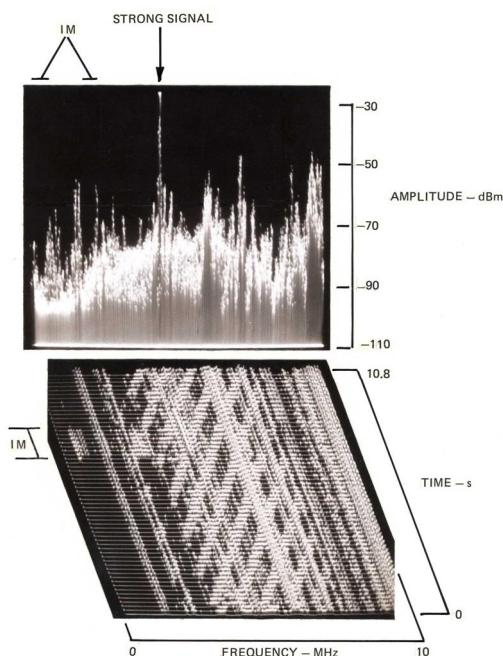 STRONG SIGNAL
IM
−30
−50
AMPLITUDE − dBm
−70
−90
−110
10.8
IM
TIME − s
0
0
FREQUENCY − MHz
10